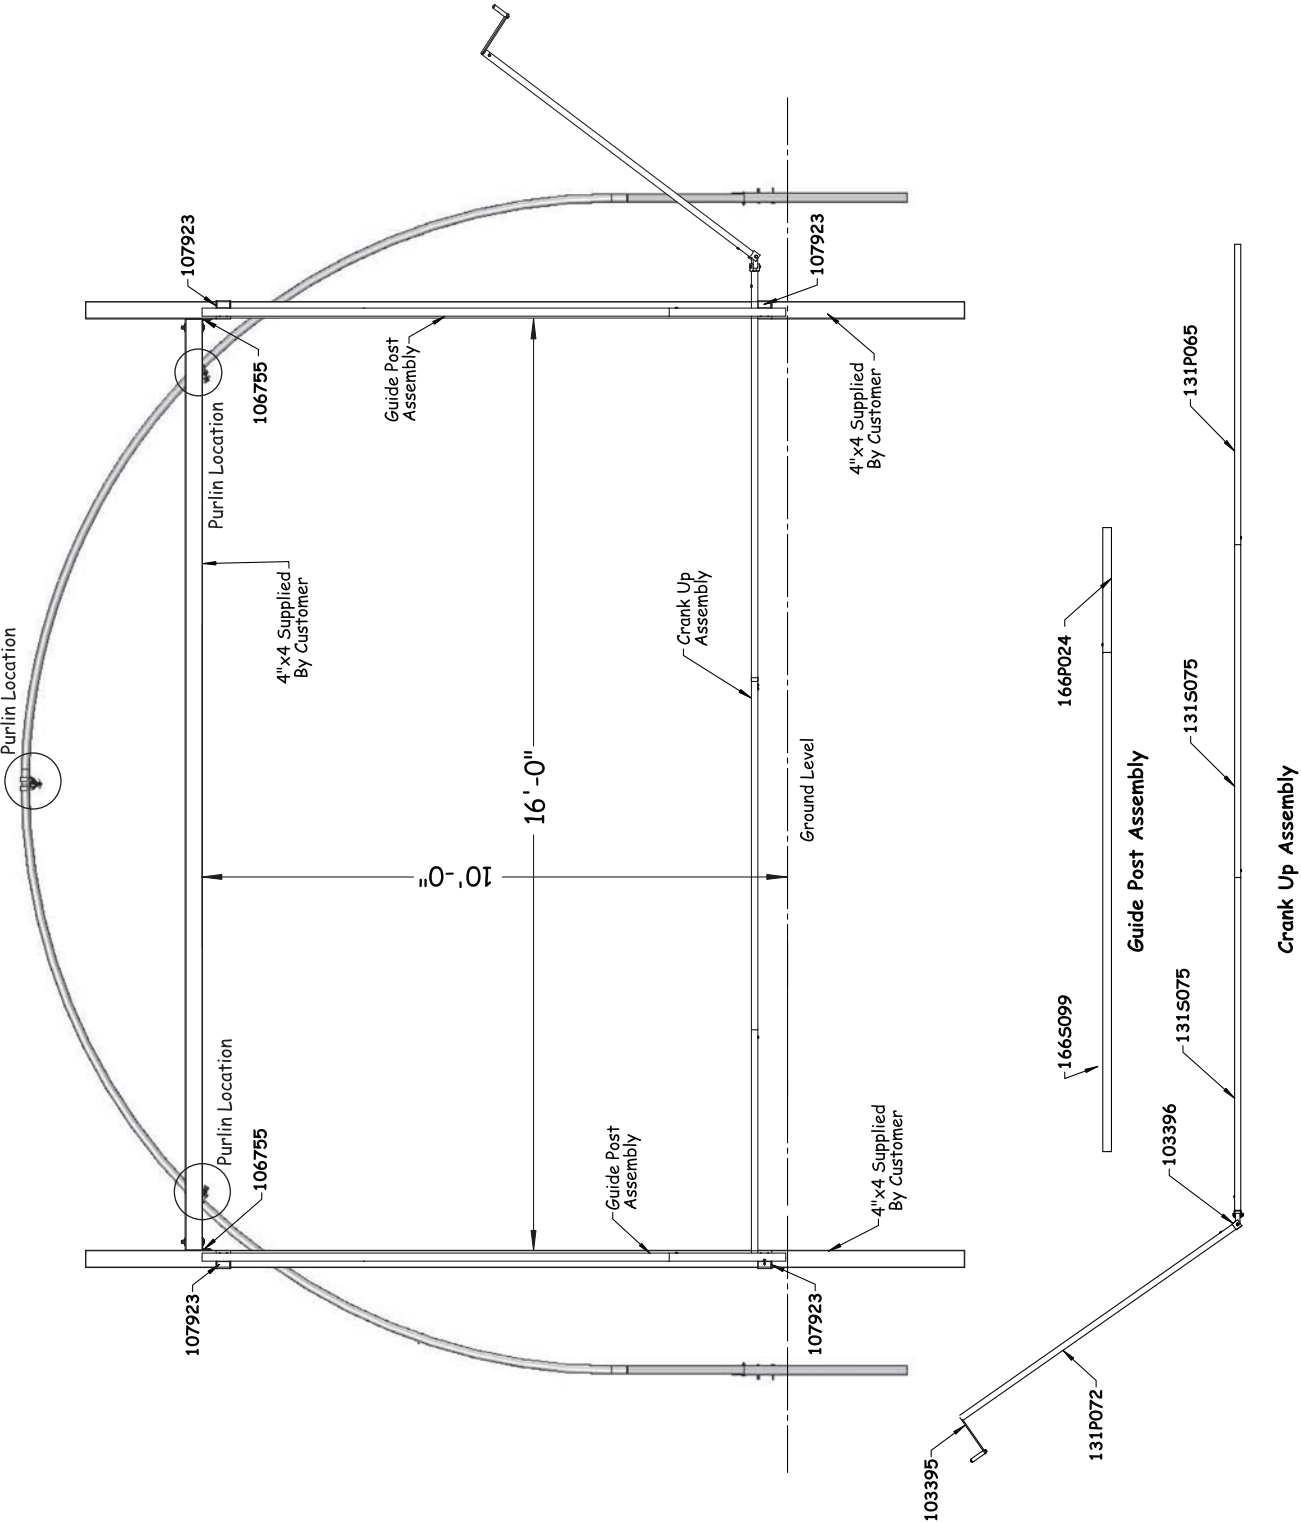 Purlin Location
Purlin Location
Purlin Location
107923
107923
106755
106755
4"x4 Supplied
By Customer
Guide Post
Assembly
Guide Post
Assembly
16'-0"
10'-0"
Crank Up
Assembly
107923
107923
Ground Level
4"x4 Supplied
By Customer
4"x4 Supplied
By Customer
166S099
166P024
Guide Post Assembly
103395
131P072
103396
131S075
131S075
131P065
Crank Up Assembly